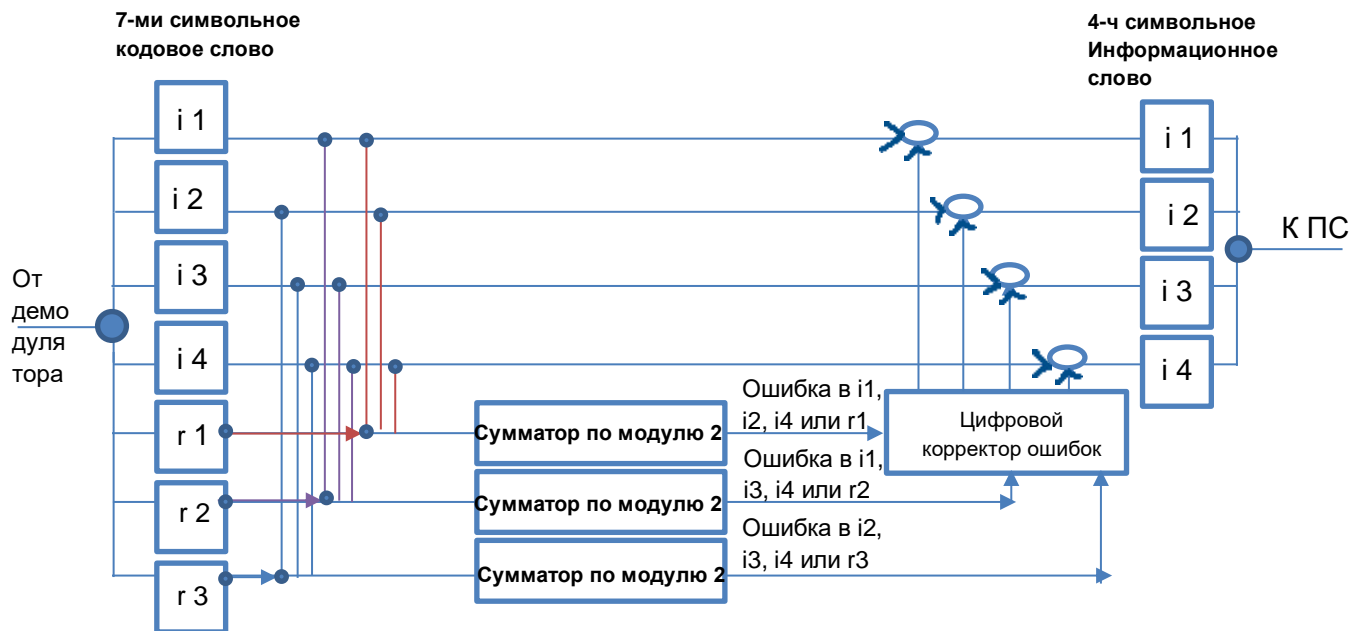 7-ми символьное
кодовое слово
4-ч символьное
Информационное
слово
i 1
i 2
i 3
i 4
r 1
r 2
r 3
От
демо
дуля
тора
Сумматор по модулю 2
Сумматор по модулю 2
Сумматор по модулю 2
Ошибка в i1,
i2, i4 или r1
Ошибка в i1,
i3, i4 или r2
Ошибка в i2,
i3, i4 или r3
Цифровой
корректор ошибок
i 1
i 2
i 3
i 4
К ПС